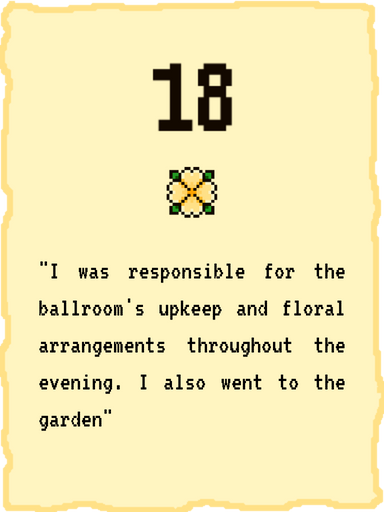 18
"I was responsible for the
ballroom's upkeep and floral
arrangements throughout the
evening. I also went to the
garden"